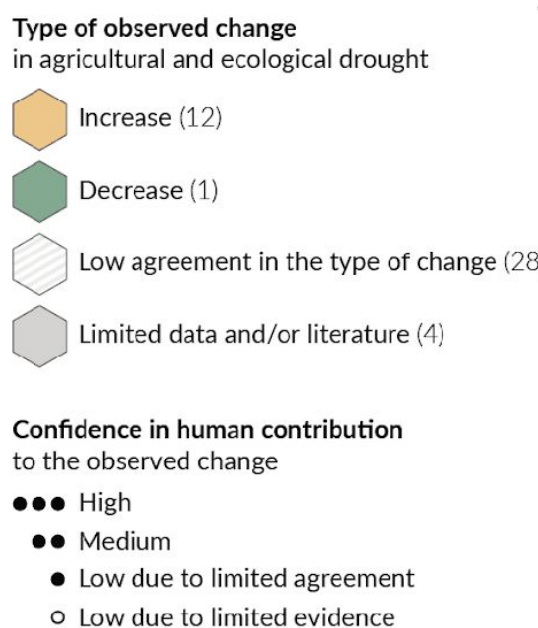 Type of observed change
in agricultural and ecological drought
Increase (12)
Decrease (1)
Low agreement in the type of change (28
Limited data and/or literature (4)
Confidence in human contribution
to the observed change
High
Medium
Low due to limited agreement
Low due to limited evidence